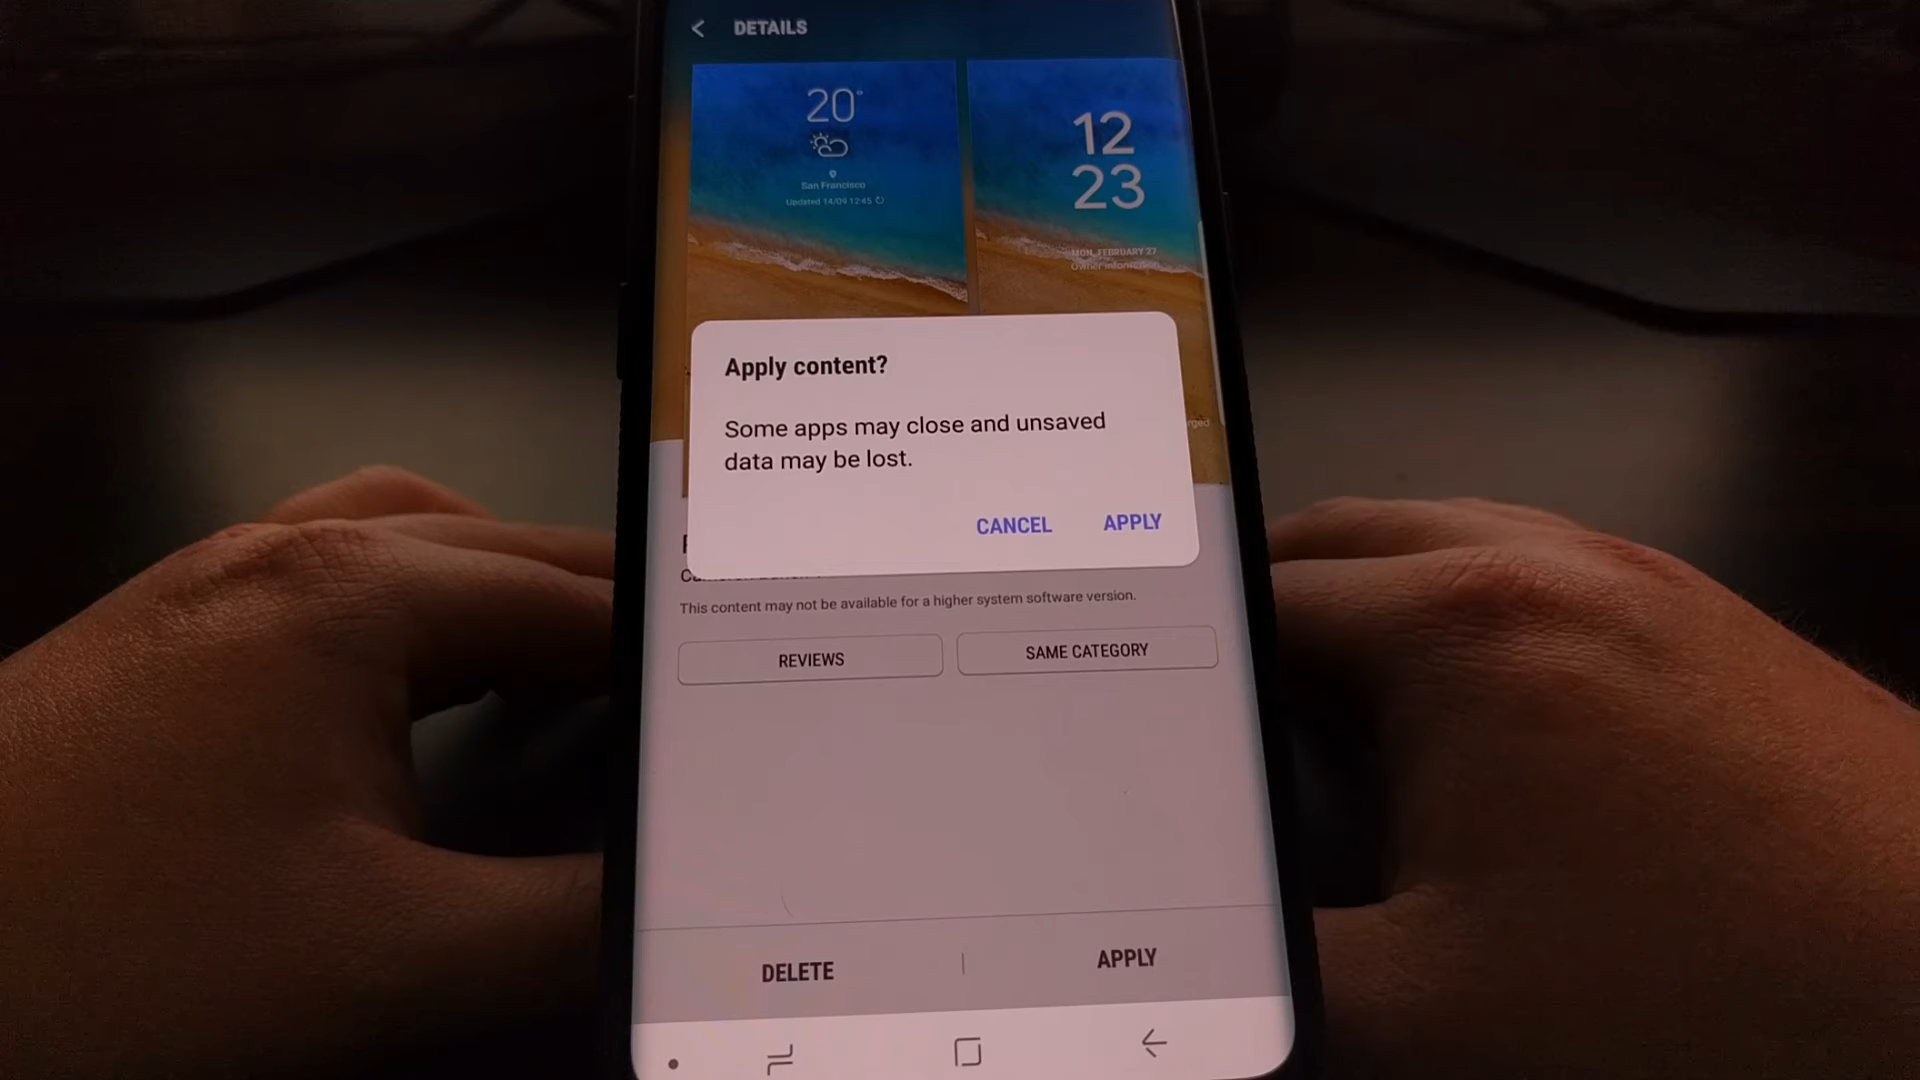 DETAILS
20°
San Francisco
Updated 14/09 12:45
12
23
MON, FEBRUARY 27
Owner information
Apply content?
Some apps may close and unsaved
data may be lost.
CANCEL
APPLY
This content may not be available for a higher system software version.
REVIEWS
SAME CATEGORY
DELETE
APPLY